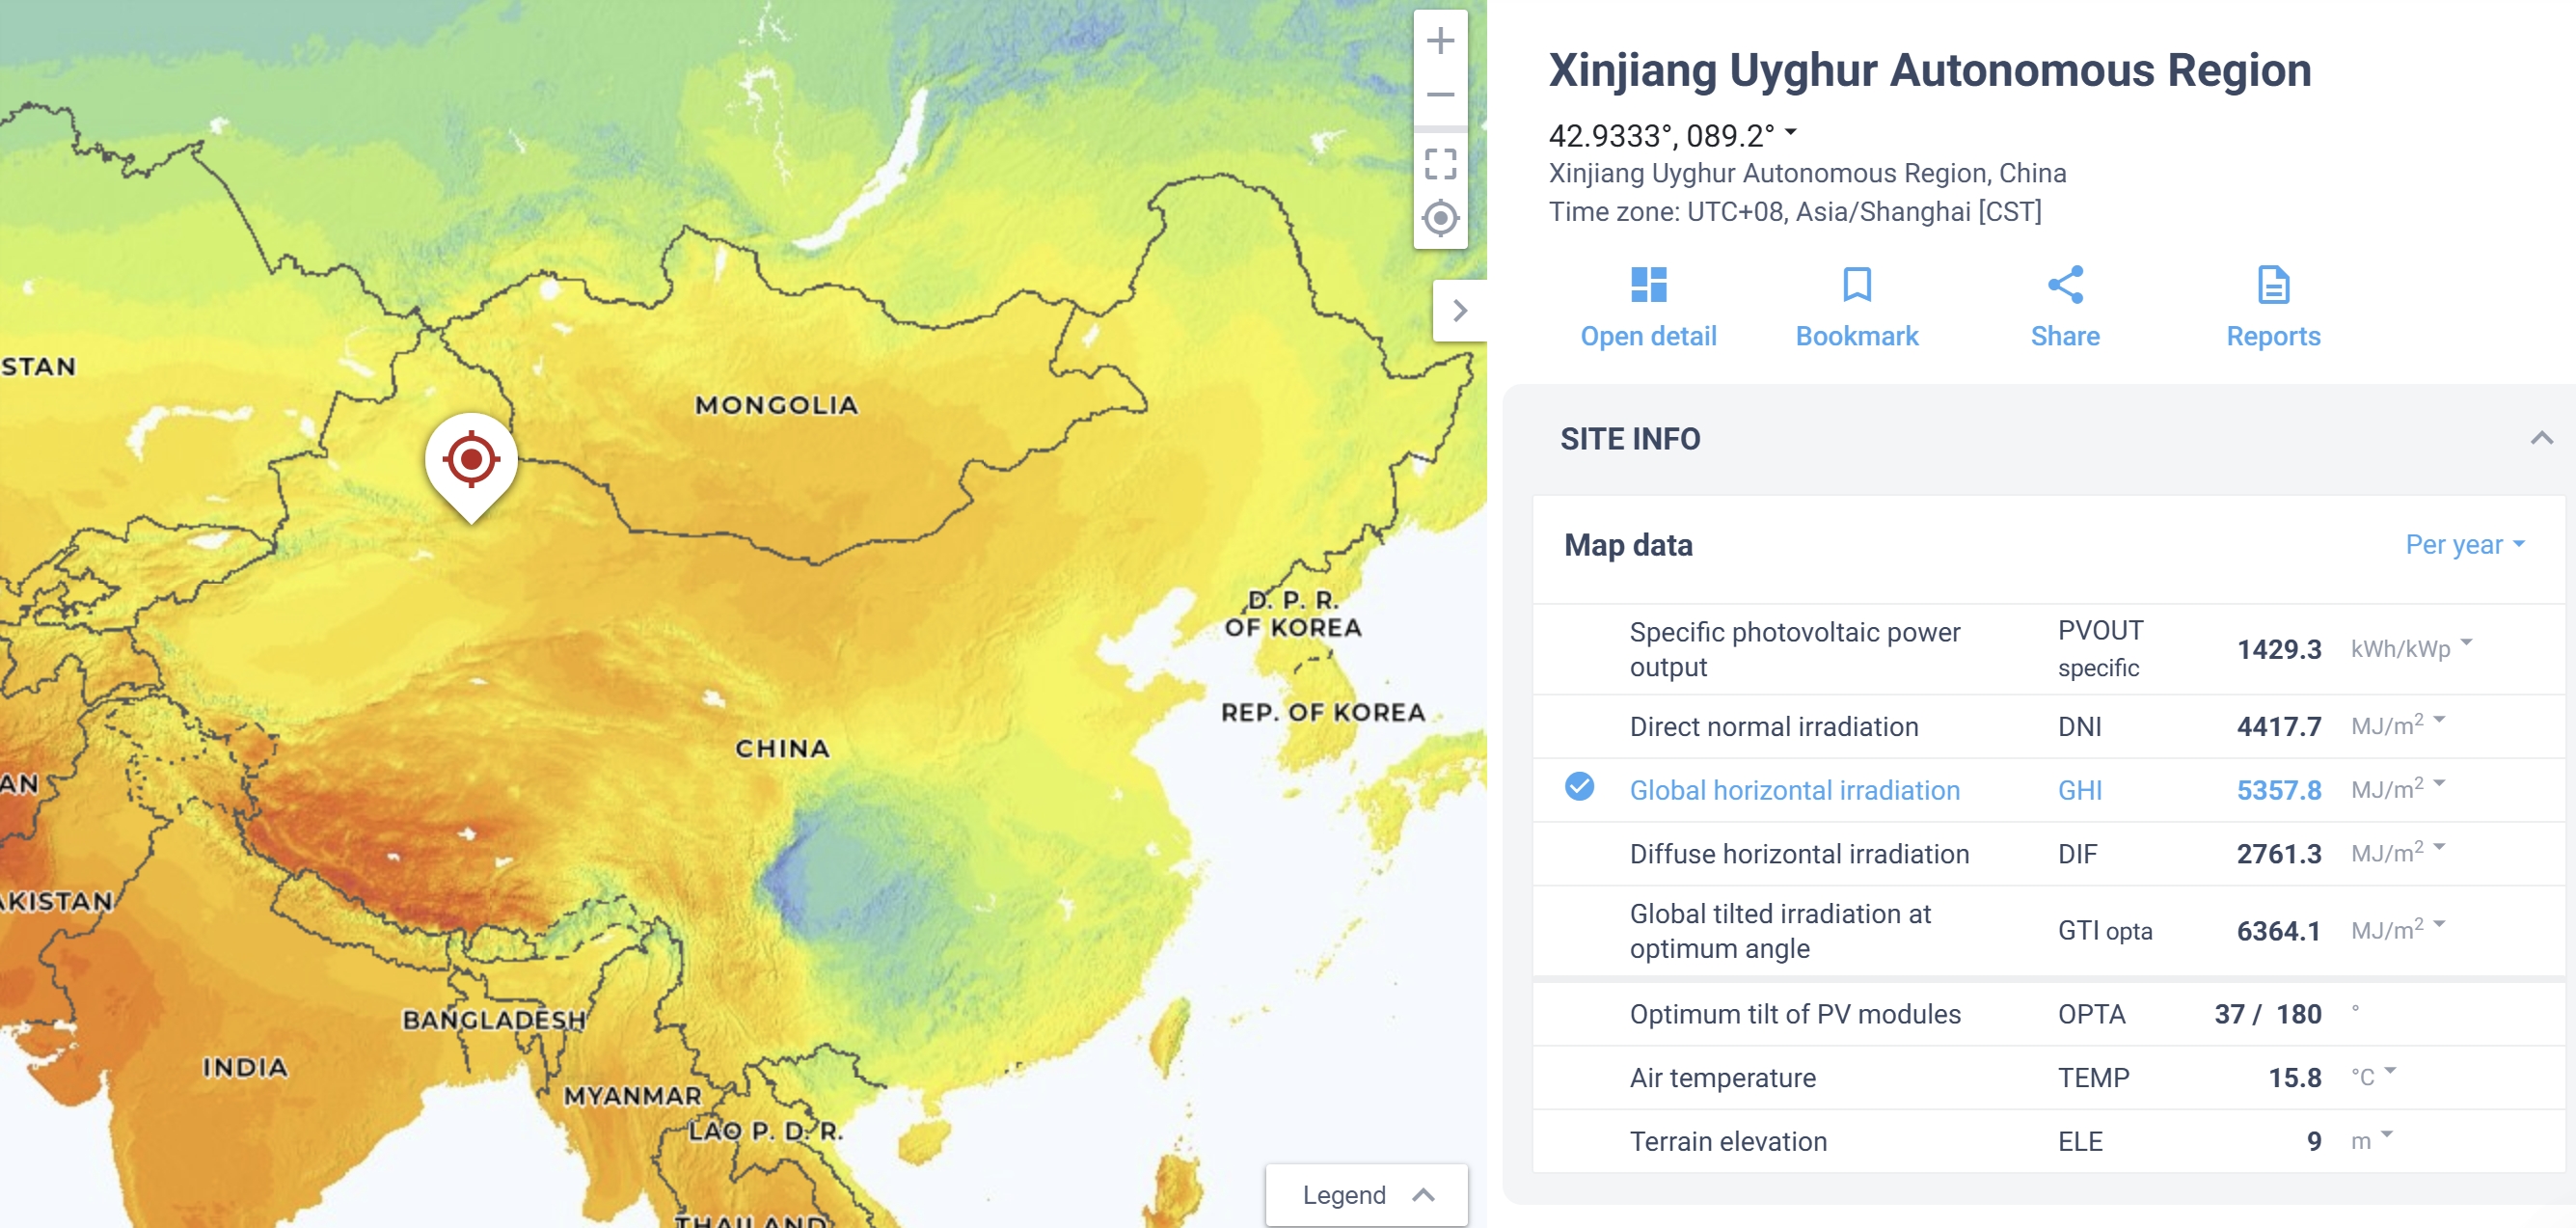 STAN
MONGOLIA
D. P. R.
OF KOREA
REP. OF KOREA
CHINA
AN
AKISTAN
BANGLADESH
INDIA
MYANMAR
LAO P. D. R.
THAILAND
Legend
Xinjiang Uyghur Autonomous Region
42.9333°, 089.2°
Xinjiang Uyghur Autonomous Region, China
Time zone: UTC+08, Asia/Shanghai [CST]
Open detail Bookmark Share Reports
SITE INFO
Map data Per year
Specific photovoltaic power output PVOUT specific 1429.3 kWh/kWp
Direct normal irradiation DNI 4417.7 MJ/m²
Global horizontal irradiation GHI 5357.8 MJ/m²
Diffuse horizontal irradiation DIF 2761.3 MJ/m²
Global tilted irradiation at optimum angle GTI opta 6364.1 MJ/m²
Optimum tilt of PV modules OPTA 37 / 180 °
Air temperature TEMP 15.8 °C
Terrain elevation ELE 9 m